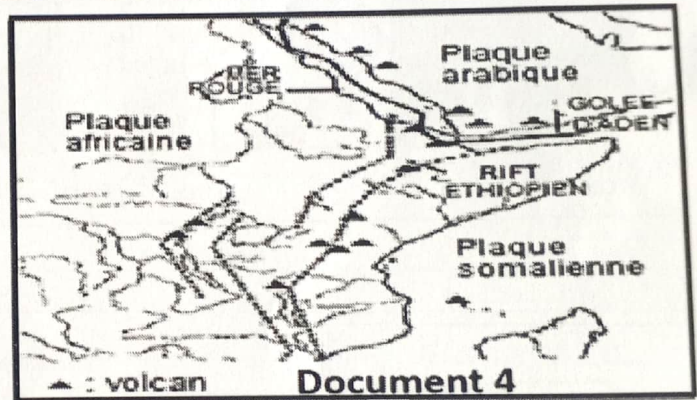 Plaque
arabique
MER
ROUGE
GOLFE
D'ADEN
Plaque
africaine
RIFT
ETHIOPIEN
Plaque
somalienne
: volcan
Document 4